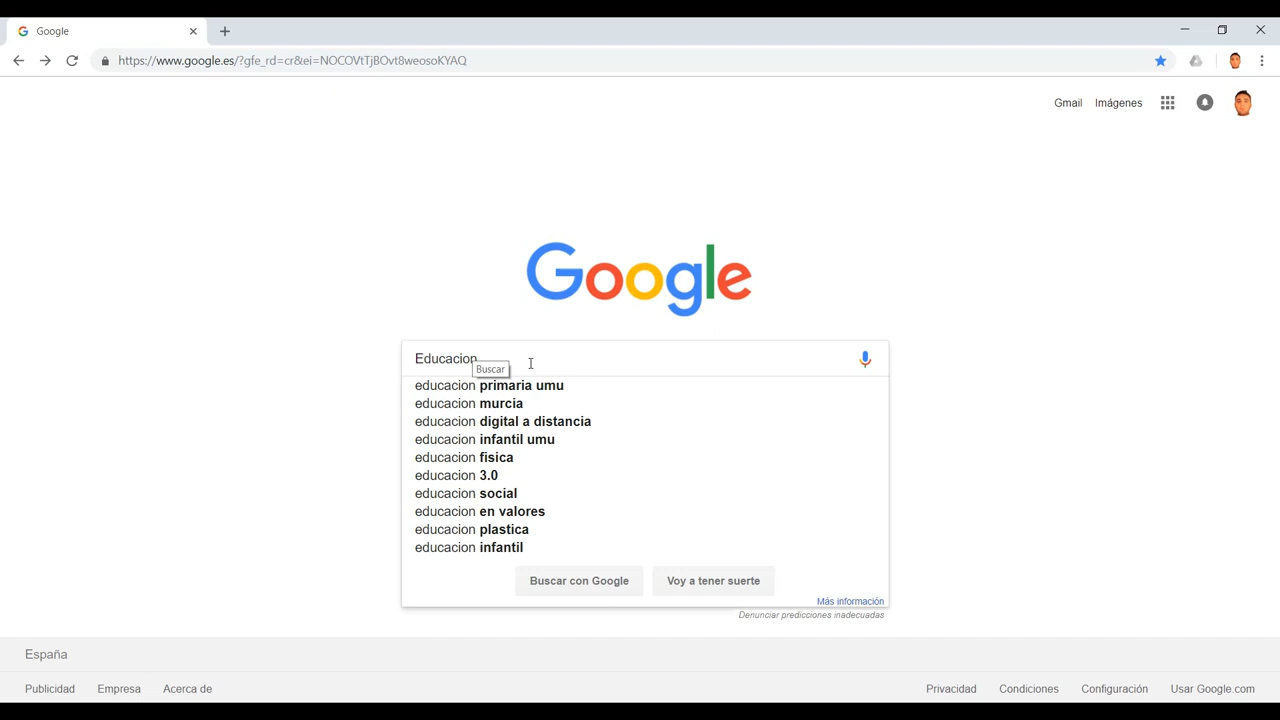 Google
https://www.google.es/?gfe_rd=cr&ei=NOCOVtTjBOvt8weosoKYAQ
Gmail Imágenes
Google
Educacion
Buscar
educacion primaria umu
educacion murcia
educacion digital a distancia
educacion infantil umu
educacion fisica
educacion 3.0
educacion social
educacion en valores
educacion plastica
educacion infantil
Buscar con Google Voy a tener suerte
Más información
Denunciar predicciones inadecuadas
España
Publicidad Empresa Acerca de Privacidad Condiciones Configuración Usar Google.com